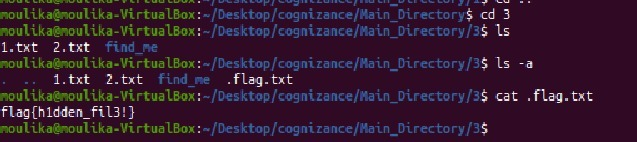 moulika@moulika-VirtualBox:~/Desktop/cognizance/Main_Directory$ cd 3
moulika@moulika-VirtualBox:~/Desktop/cognizance/Main_Directory/3$ ls
1.txt 2.txt find_me
moulika@moulika-VirtualBox:~/Desktop/cognizance/Main_Directory/3$ ls -a
. .. 1.txt 2.txt find_me .flag.txt
moulika@moulika-VirtualBox:~/Desktop/cognizance/Main_Directory/3$ cat .flag.txt
flag{h1dden_fil3!}
moulika@moulika-VirtualBox:~/Desktop/cognizance/Main_Directory/3$